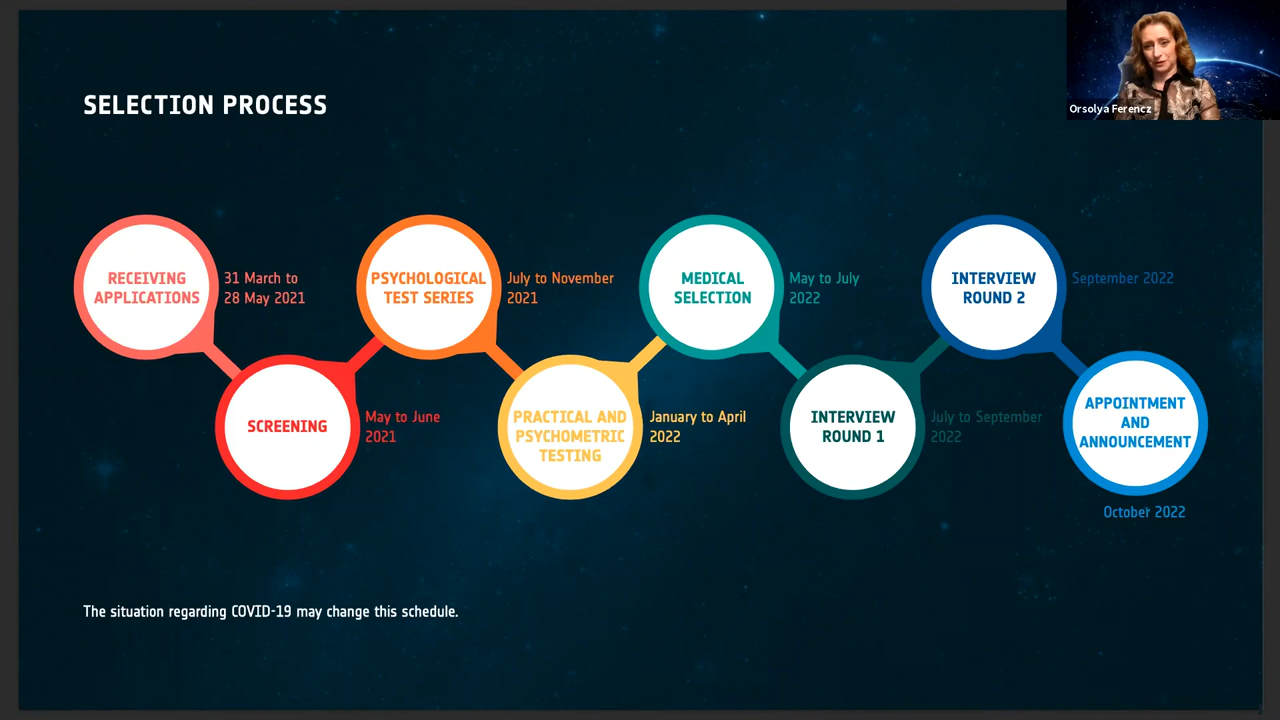 SELECTION PROCESS
Orsolya Ferencz
RECEIVING
APPLICATIONS
31 March to
28 May 2021
SCREENING
May to June
2021
PSYCHOLOGICAL
TEST SERIES
July to November
2021
PRACTICAL AND
PSYCHOMETRIC
TESTING
January to April
2022
MEDICAL
SELECTION
May to July
2022
INTERVIEW
ROUND 1
July to September
2022
INTERVIEW
ROUND 2
September 2022
APPOINTMENT
AND
ANNOUNCEMENT
October 2022
The situation regarding COVID-19 may change this schedule.